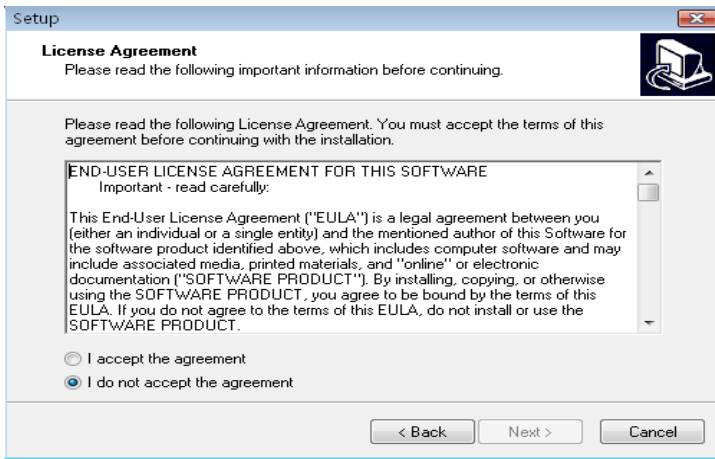 Setup
License Agreement
Please read the following important information before continuing.
Please read the following License Agreement. You must accept the terms of this
agreement before continuing with the installation.
END-USER LICENSE AGREEMENT FOR THIS SOFTWARE
Important - read carefully:
This End-User License Agreement (''EULA'') is a legal agreement between you
(either an individual or a single entity) and the mentioned author of this Software for
the software product identified above, which includes computer software and may
include associated media, printed materials, and ''online'' or electronic
documentation (''SOFTWARE PRODUCT''). By installing, copying, or otherwise
using the SOFTWARE PRODUCT, you agree to be bound by the terms of this
EULA. If you do not agree to the terms of this EULA, do not install or use the
SOFTWARE PRODUCT.
I accept the agreement
I do not accept the agreement
< Back Next > Cancel